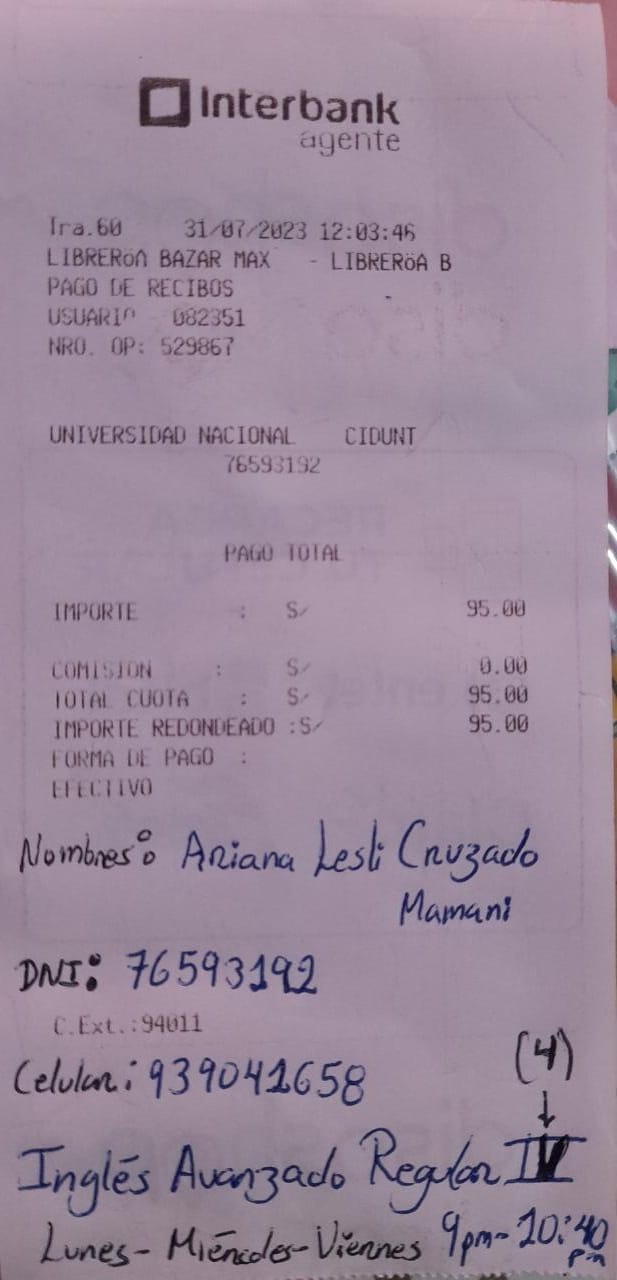 Interbank
agente
Tra.60 31/07/2023 12:03:46
LIBRERöA BAZAR MAX - LIBRERöA B
PAGO DE RECIBOS
USUARIO 082351
NRO. OP: 529867
UNIVERSIDAD NACIONAL CIDUNT
76593192
PAGO TOTAL
IMPORTE : S/ 95.00
COMISION : S/ 0.00
TOTAL CUOTA : S/ 95.00
IMPORTE REDONDEADO :S/ 95.00
FORMA DE PAGO :
EFECTIVO
Nombres: Ariana Lesli Cruzado
Mamani
DNI: 76593192
C.Ext.:94011
Celular: 939041658
(4)
↓
Inglés Avanzado Regular IV
Lunes - Miércoles - Viernes 9pm - 10:40
p.m